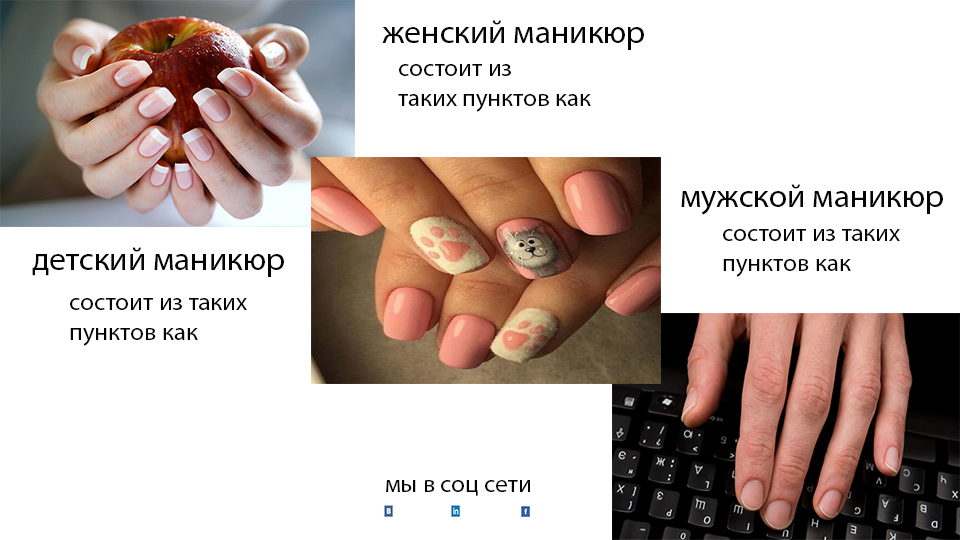 женский маникюр
состоит из
таких пунктов как
мужской маникюр
состоит из таких
пунктов как
детский маникюр
состоит из таких
пунктов как
мы в соц сети
B in f